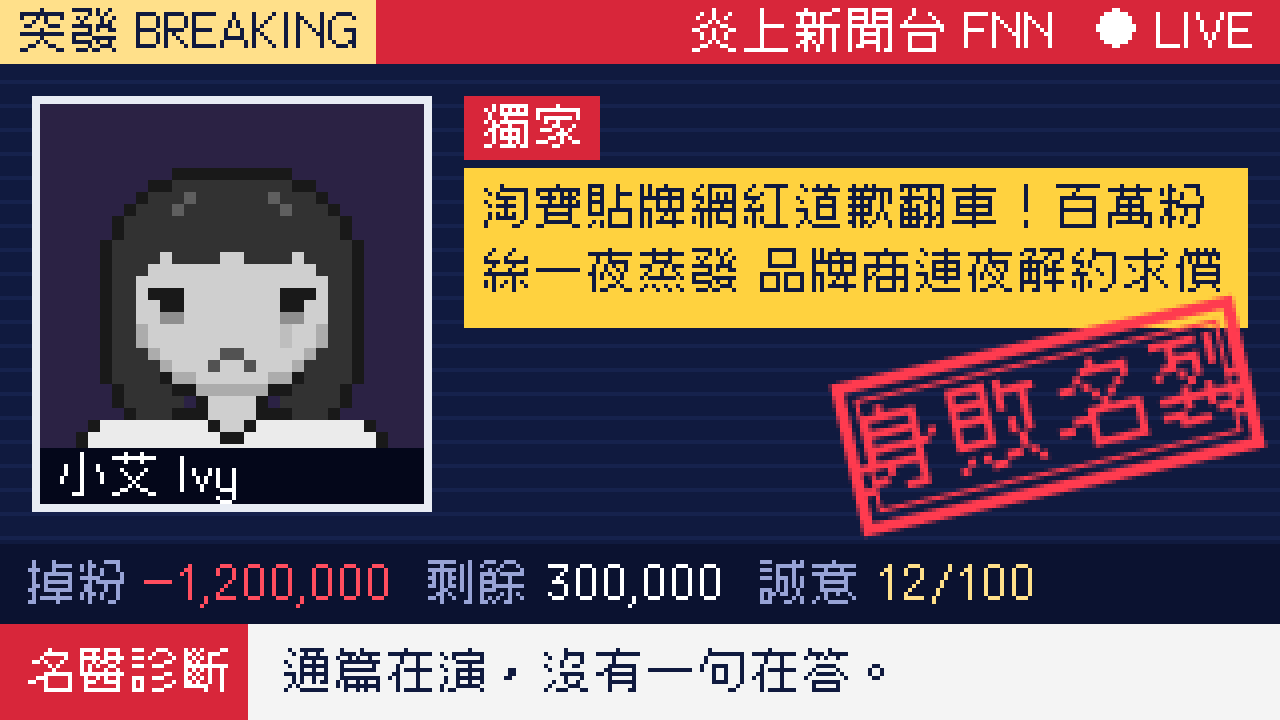 突發 BREAKING
炎上新聞台 FNN ● LIVE
獨家
淘寶貼牌網紅道歉翻車！百萬粉
絲一夜蒸發 品牌商連夜解約求償
身敗名裂
小艾 Ivy
掉粉 -1,200,000 剩餘 300,000 誠意 12/100
名醫診斷 通篇在演，沒有一句在答。